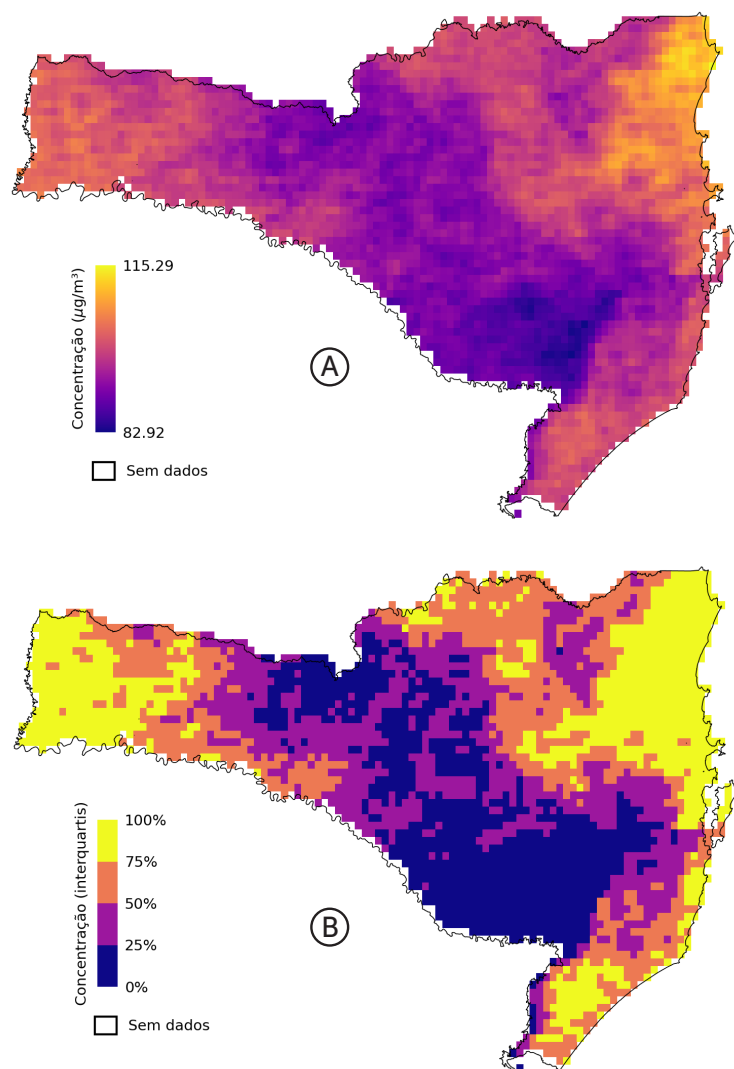 115.29
Concentração (µg/m³)
82.92
Sem dados
A
100%
75%
Concentração (interquartis)
50%
25%
0%
Sem dados
B